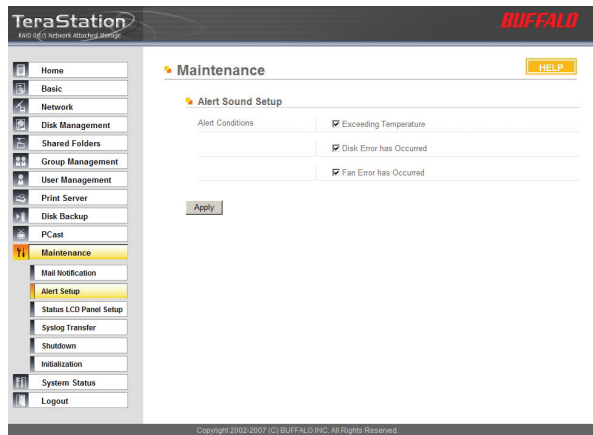 TeraStation
RAID 0/1/5 Network Attached Storage
BUFFALO
Home
Basic
Network
Disk Management
Shared Folders
Group Management
User Management
Print Server
Disk Backup
PCast
Maintenance
Mail Notification
Alert Setup
Status LCD Panel Setup
Syslog Transfer
Shutdown
Initialization
System Status
Logout
Maintenance
HELP
Alert Sound Setup
Alert Conditions
Exceeding Temperature
Disk Error has Occurred
Fan Error has Occurred
Apply
Copyright 2002-2007 (C) BUFFALO INC. All Rights Reserved.